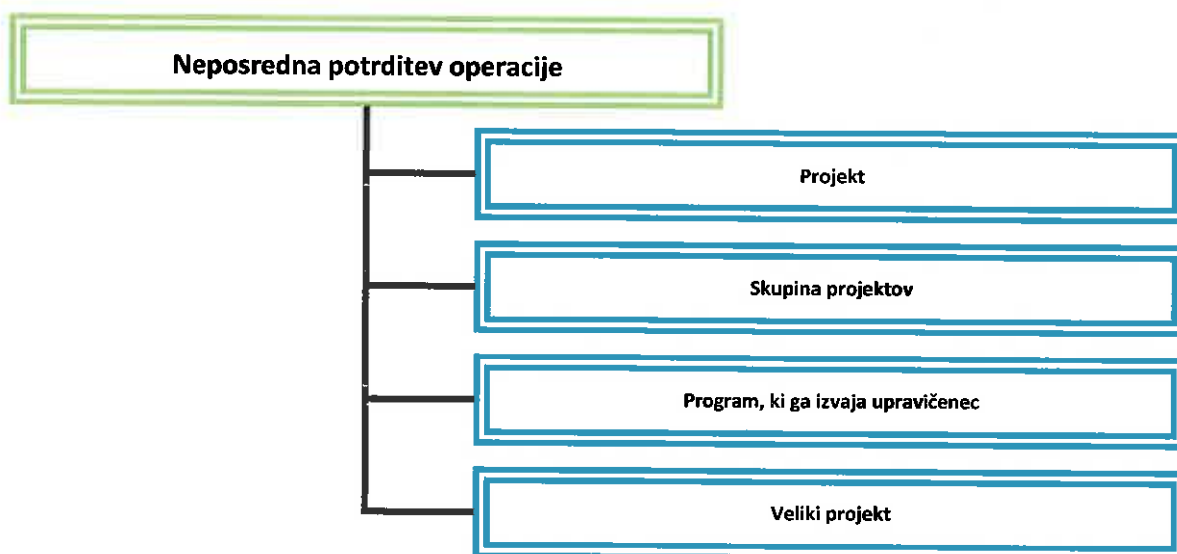 Neposredna potrditev operacije
Projekt
Skupina projektov
Program, ki ga izvaja upravičenec
Veliki projekt